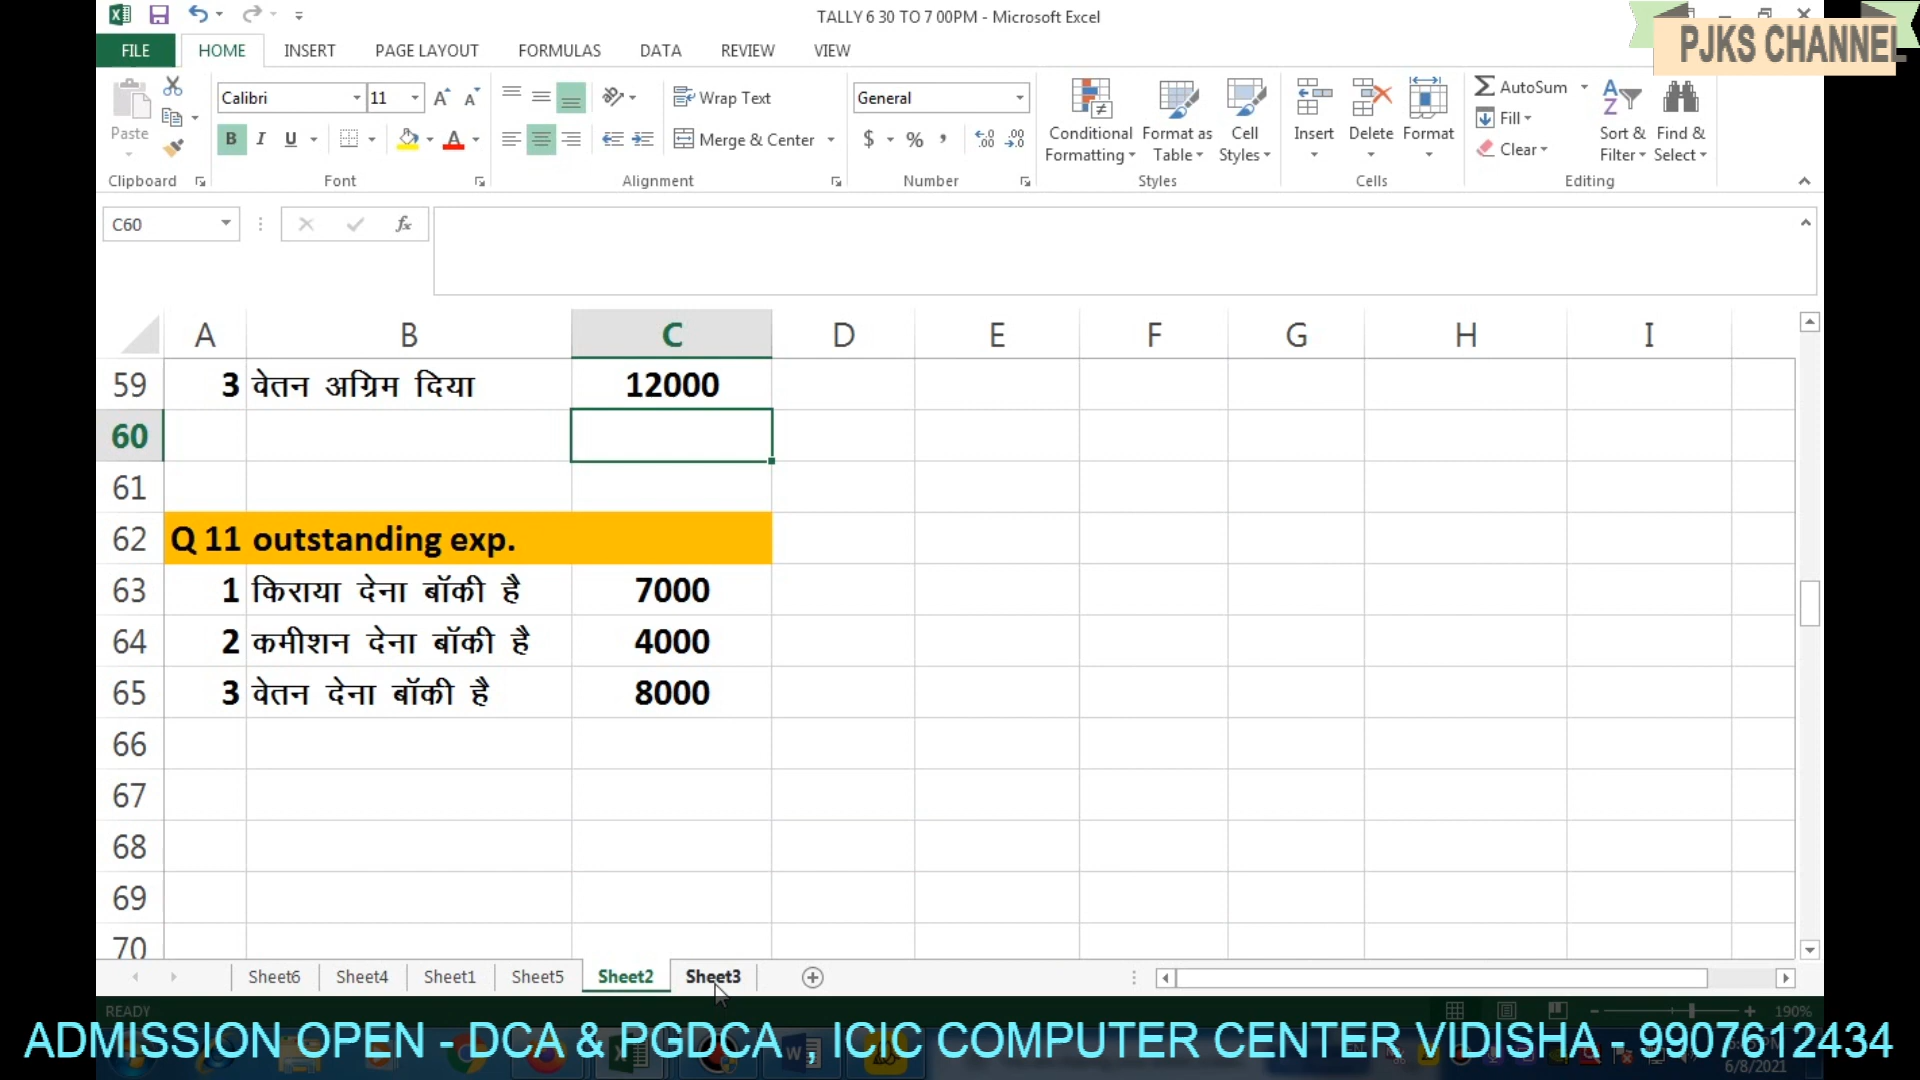 TALLY 6 30 TO 7 00PM - Microsoft Excel
PJKS CHANNEL
FILE HOME INSERT PAGE LAYOUT FORMULAS DATA REVIEW VIEW
Paste
Calibri 11
B I U
Wrap Text
Merge & Center
General
$ % ,
Conditional Formatting
Format as Table
Cell Styles
Insert Delete Format
AutoSum
Fill
Clear
Sort & Filter
Find & Select
Clipboard Font Alignment Number Styles Cells Editing
C60 fx
A B C D E F G H I
59 3 वेतन अग्रिम दिया 12000
60
61
62 Q 11 outstanding exp.
63 1 किराया देना बॉकी है 7000
64 2 कमीशन देना बॉकी है 4000
65 3 वेतन देना बॉकी है 8000
66
67
68
69
70
Sheet6 Sheet4 Sheet1 Sheet5 Sheet2 Sheet3
READY 190%
ADMISSION OPEN - DCA & PGDCA - ICIC COMPUTER CENTER VIDISHA - 9907612434
6/8/2021